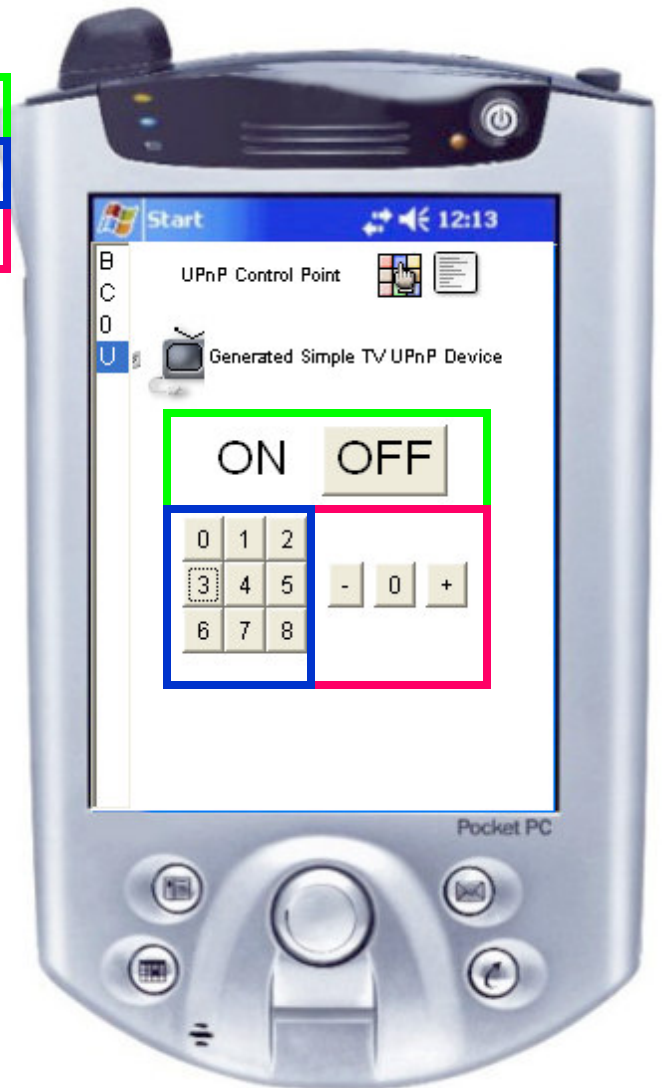 Start 12:13
B
C
0
U
UPnP Control Point
Generated Simple TV UPnP Device
ON OFF
0 1 2
3 4 5
6 7 8
- 0 +
Pocket PC